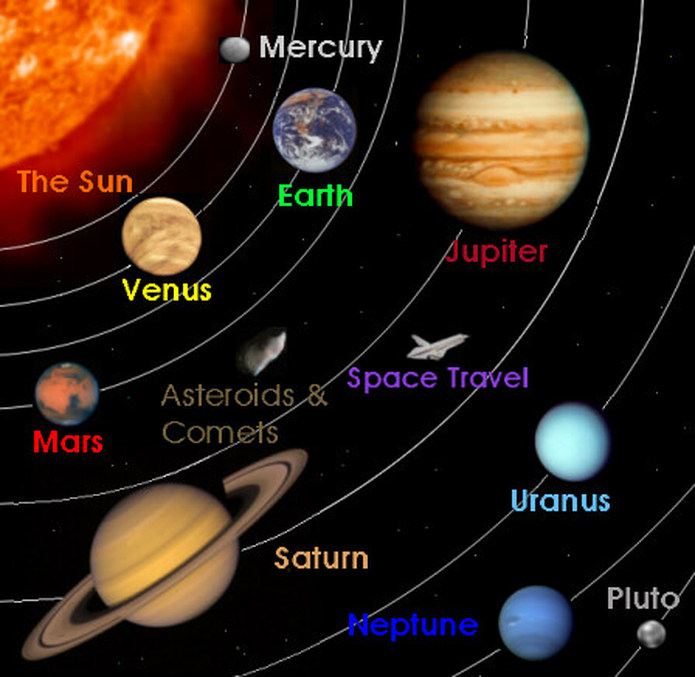 Mercury
The Sun
Earth
Jupiter
Venus
Space Travel
Asteroids &
Comets
Mars
Uranus
Saturn
Pluto
Neptune